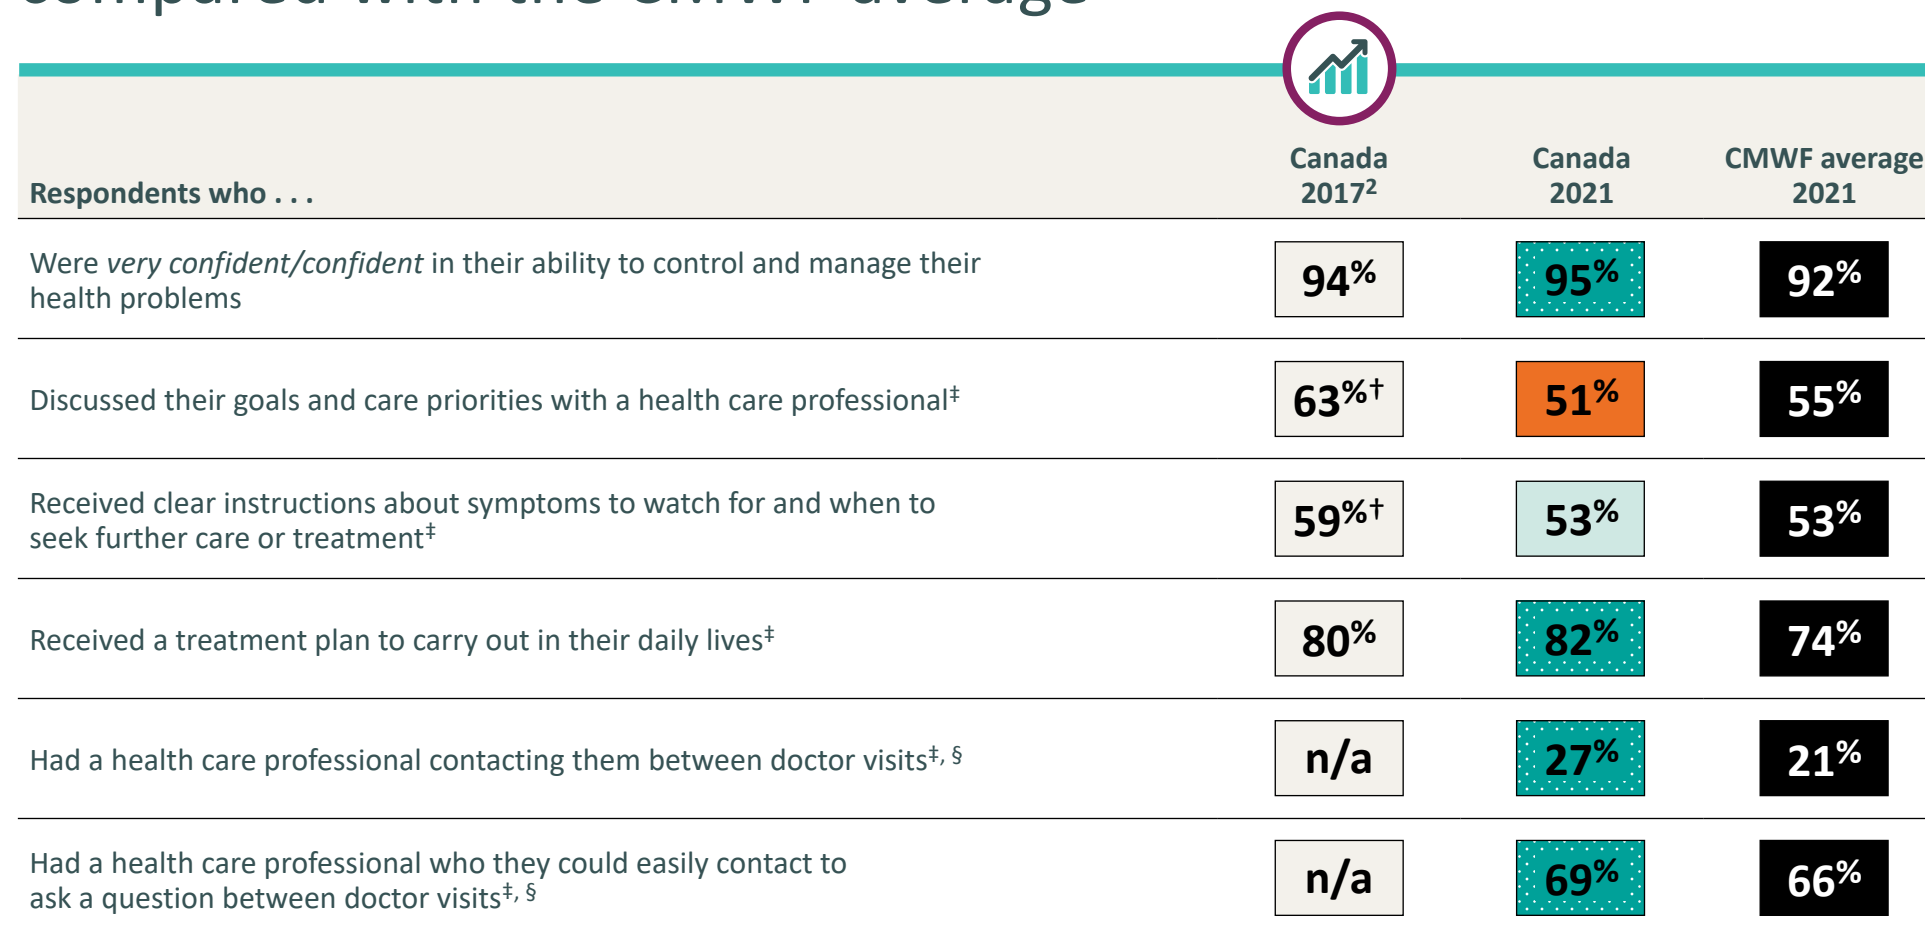 compared with the CMWF average
Respondents who . . .
Canada
2017²
Canada
2021
CMWF average
2021
Were very confident/confident in their ability to control and manage their
health problems
94%
95%
92%
Discussed their goals and care priorities with a health care professional‡
63%†
51%
55%
Received clear instructions about symptoms to watch for and when to
seek further care or treatment‡
59%†
53%
53%
Received a treatment plan to carry out in their daily lives‡
80%
82%
74%
Had a health care professional contacting them between doctor visits‡, §
n/a
27%
21%
Had a health care professional who they could easily contact to
ask a question between doctor visits‡, §
n/a
69%
66%